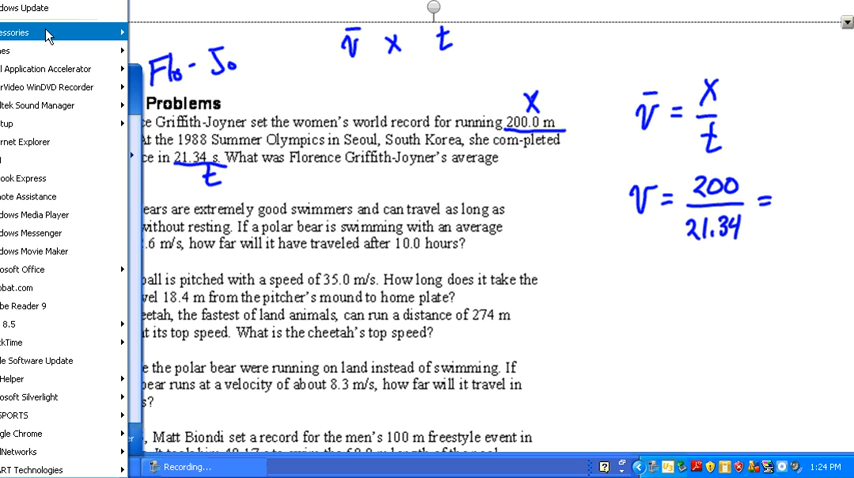 ndows Update
essories
nes
l Application Accelerator
rVideo WinDVD Recorder
ltek Sound Manager
tup
rnet Explorer
ook Express
note Assistance
dows Media Player
dows Messenger
dows Movie Maker
osoft Office
obat.com
be Reader 9
8.5
ckTime
le Software Update
Helper
osoft Silverlight
SPORTS
gle Chrome
lNetworks
ART Technologies
v̄ x t
Flo - Jo
Problems
x
ce Griffith-Joyner set the women's world record for running 200.0 m
At the 1988 Summer Olympics in Seoul, South Korea, she com-pleted
ce in 21.34 s. What was Florence Griffith-Joyner's average
t
ears are extremely good swimmers and can travel as long as
without resting. If a polar bear is swimming with an average
.6 m/s, how far will it have traveled after 10.0 hours?
ball is pitched with a speed of 35.0 m/s. How long does it take the
vel 18.4 m from the pitcher's mound to home plate?
eetah, the fastest of land animals, can run a distance of 274 m
at its top speed. What is the cheetah's top speed?
e the polar bear were running on land instead of swimming. If
bear runs at a velocity of about 8.3 m/s, how far will it travel in
s?
, Matt Biondi set a record for the men's 100 m freestyle event in
v̄ = x
t
v = 200 =
21.34
Recording...
1:24 PM